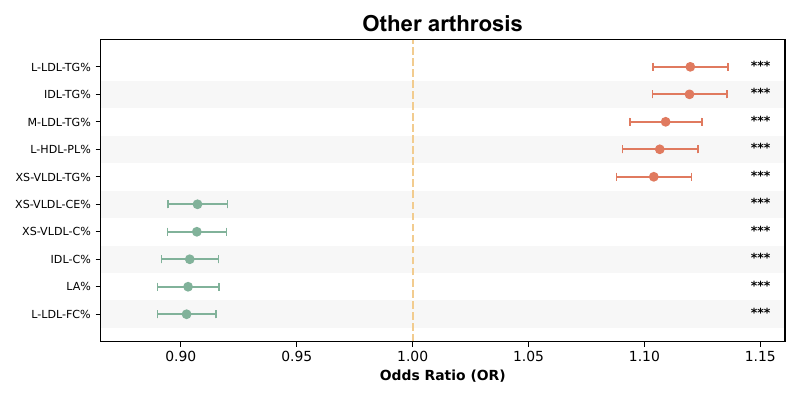 Other arthrosis
L-LDL-TG% ***
IDL-TG% ***
M-LDL-TG% ***
L-HDL-PL% ***
XS-VLDL-TG% ***
XS-VLDL-CE% ***
XS-VLDL-C% ***
IDL-C% ***
LA% ***
L-LDL-FC% ***
0.90 0.95 1.00 1.05 1.10 1.15
Odds Ratio (OR)